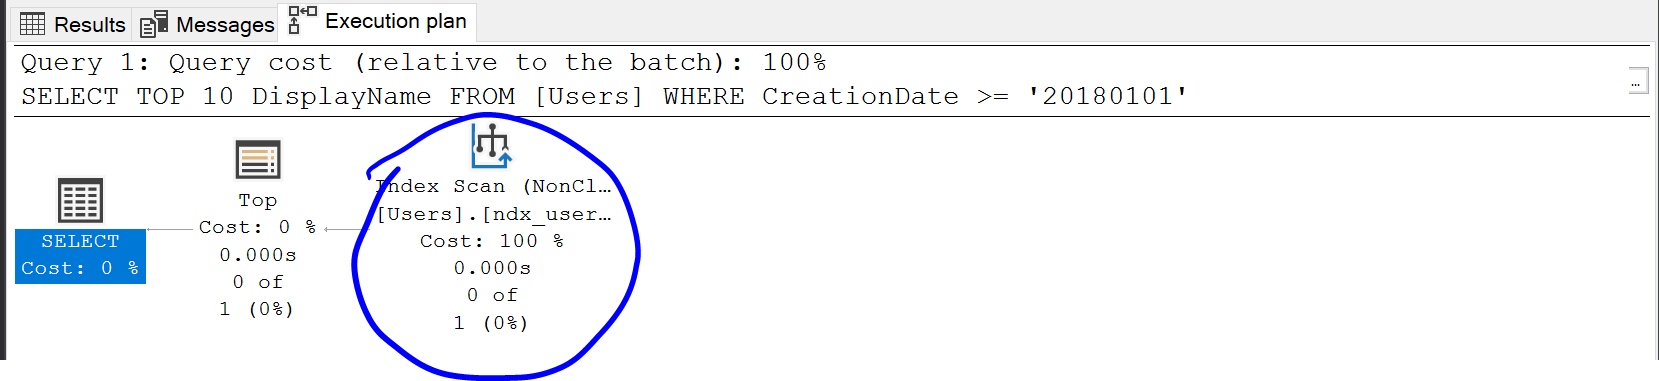 Results Messages Execution plan
Query 1: Query cost (relative to the batch): 100%
SELECT TOP 10 DisplayName FROM [Users] WHERE CreationDate >= '20180101'
...
SELECT
Cost: 0 %
Top
Cost: 0 %
0.000s
0 of
1 (0%)
Index Scan (NonCl...
[Users].[ndx_user...
Cost: 100 %
0.000s
0 of
1 (0%)